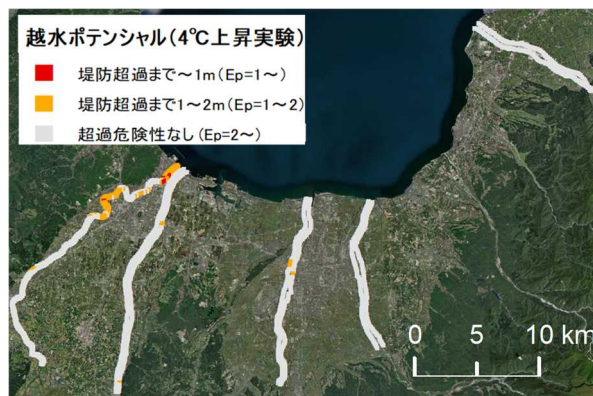 越水ポテンシャル(4℃上昇実験)
堤防超過まで～1m(Ep=1～)
堤防超過まで1～2m(Ep=1～2)
超過危険性なし(Ep=2～)
0 5 10 km